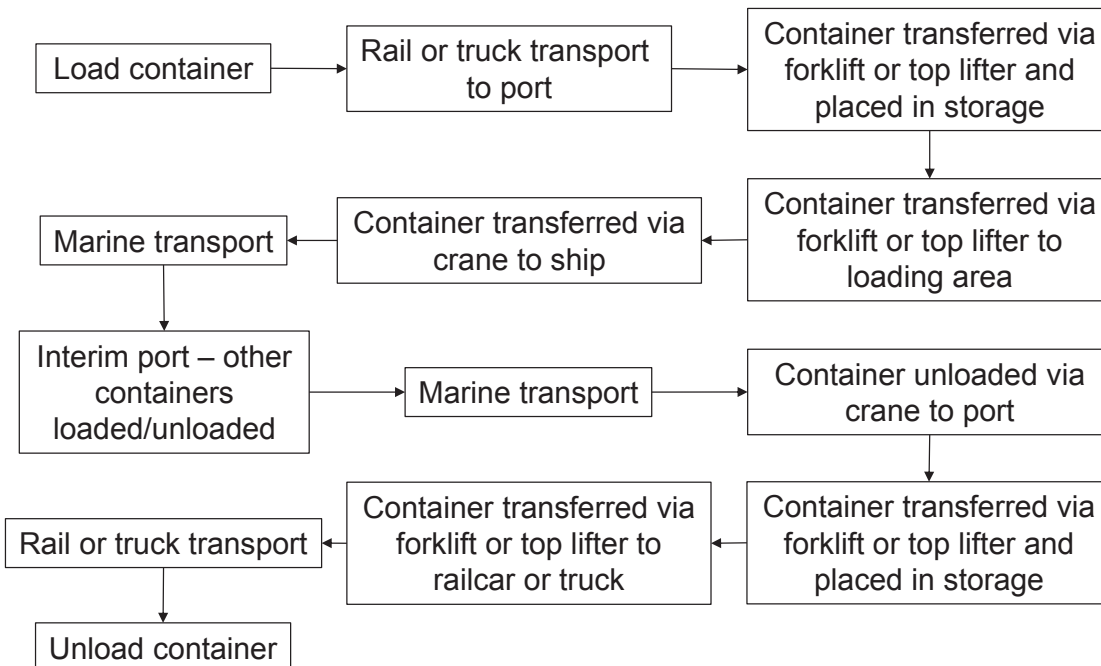 Load container
Rail or truck transport
to port
Container transferred via
forklift or top lifter and
placed in storage
Container transferred via
forklift or top lifter to
loading area
Container transferred via
crane to ship
Marine transport
Interim port – other
containers
loaded/unloaded
Marine transport
Container unloaded via
crane to port
Container transferred via
forklift or top lifter and
placed in storage
Container transferred via
forklift or top lifter to
railcar or truck
Rail or truck transport
Unload container